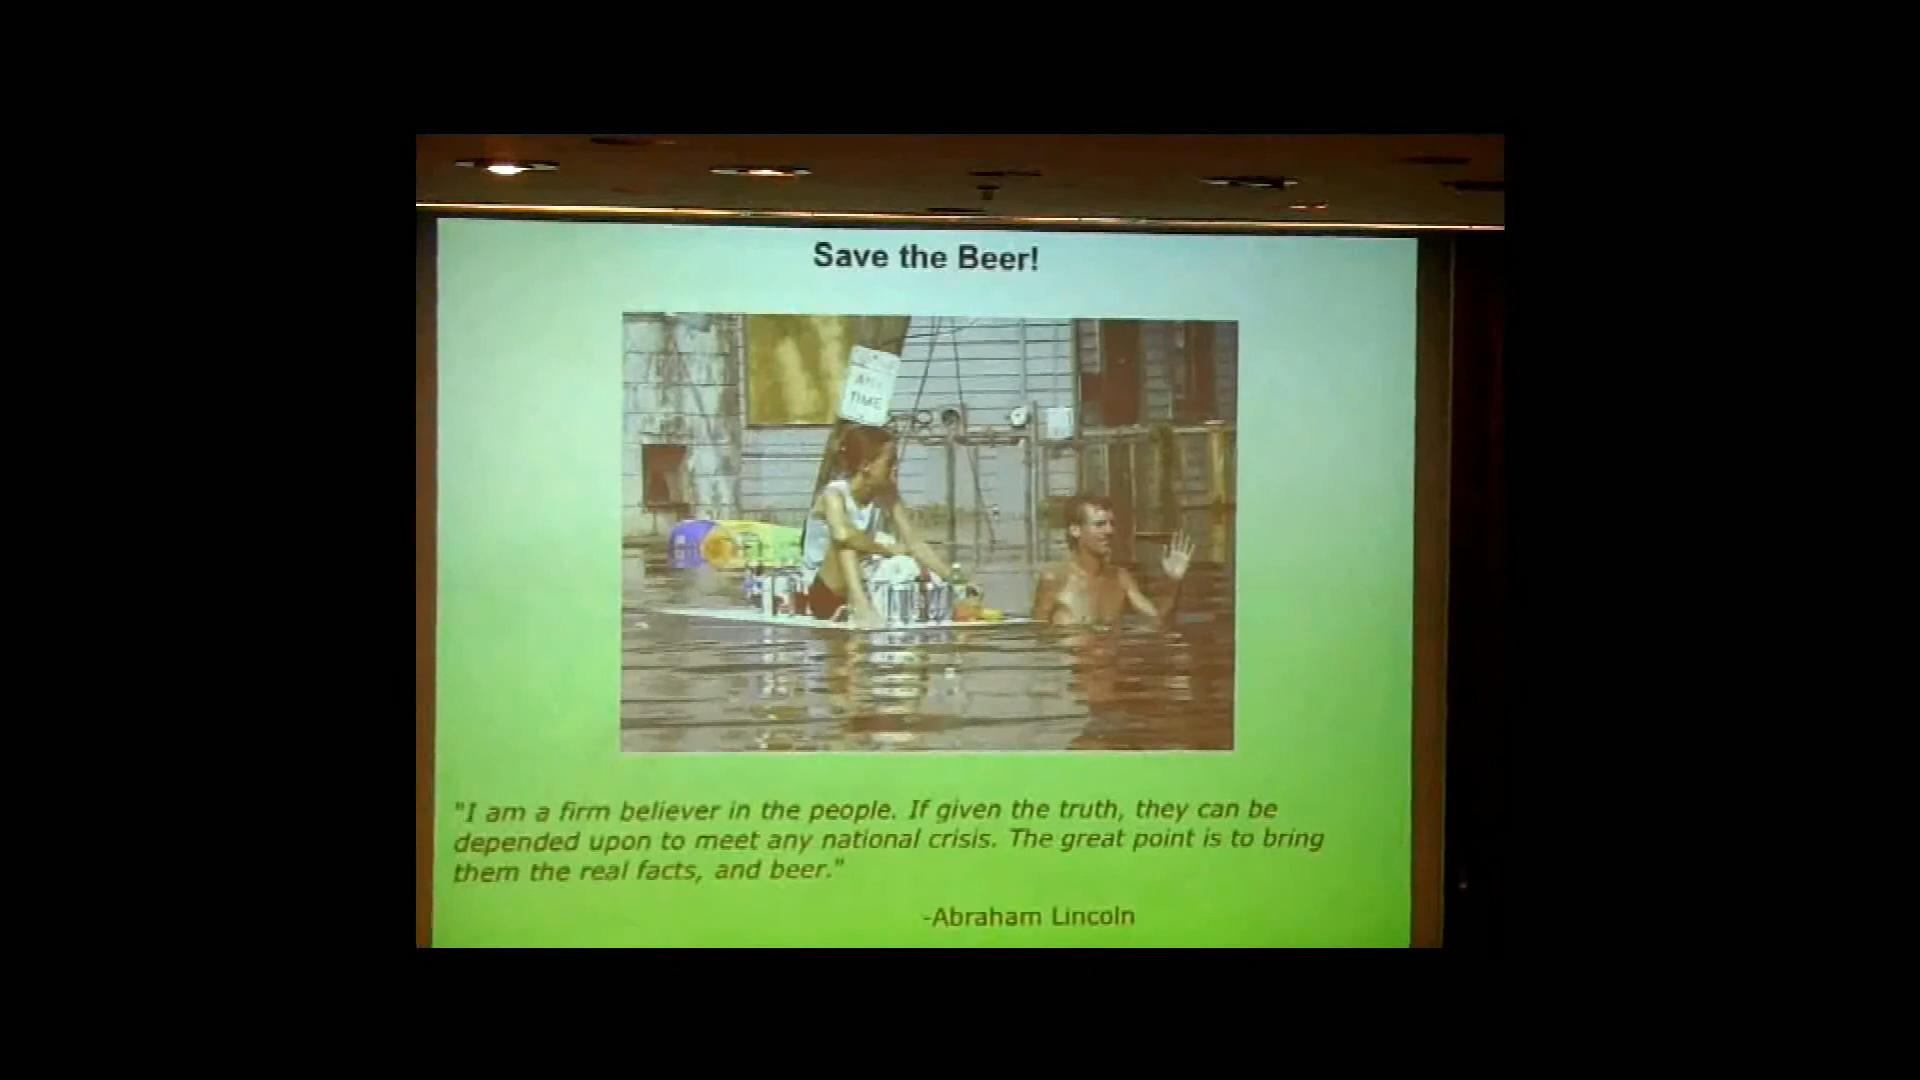 Save the Beer!
ANY
TIME
"I am a firm believer in the people. If given the truth, they can be
depended upon to meet any national crisis. The great point is to bring
them the real facts, and beer."
-Abraham Lincoln